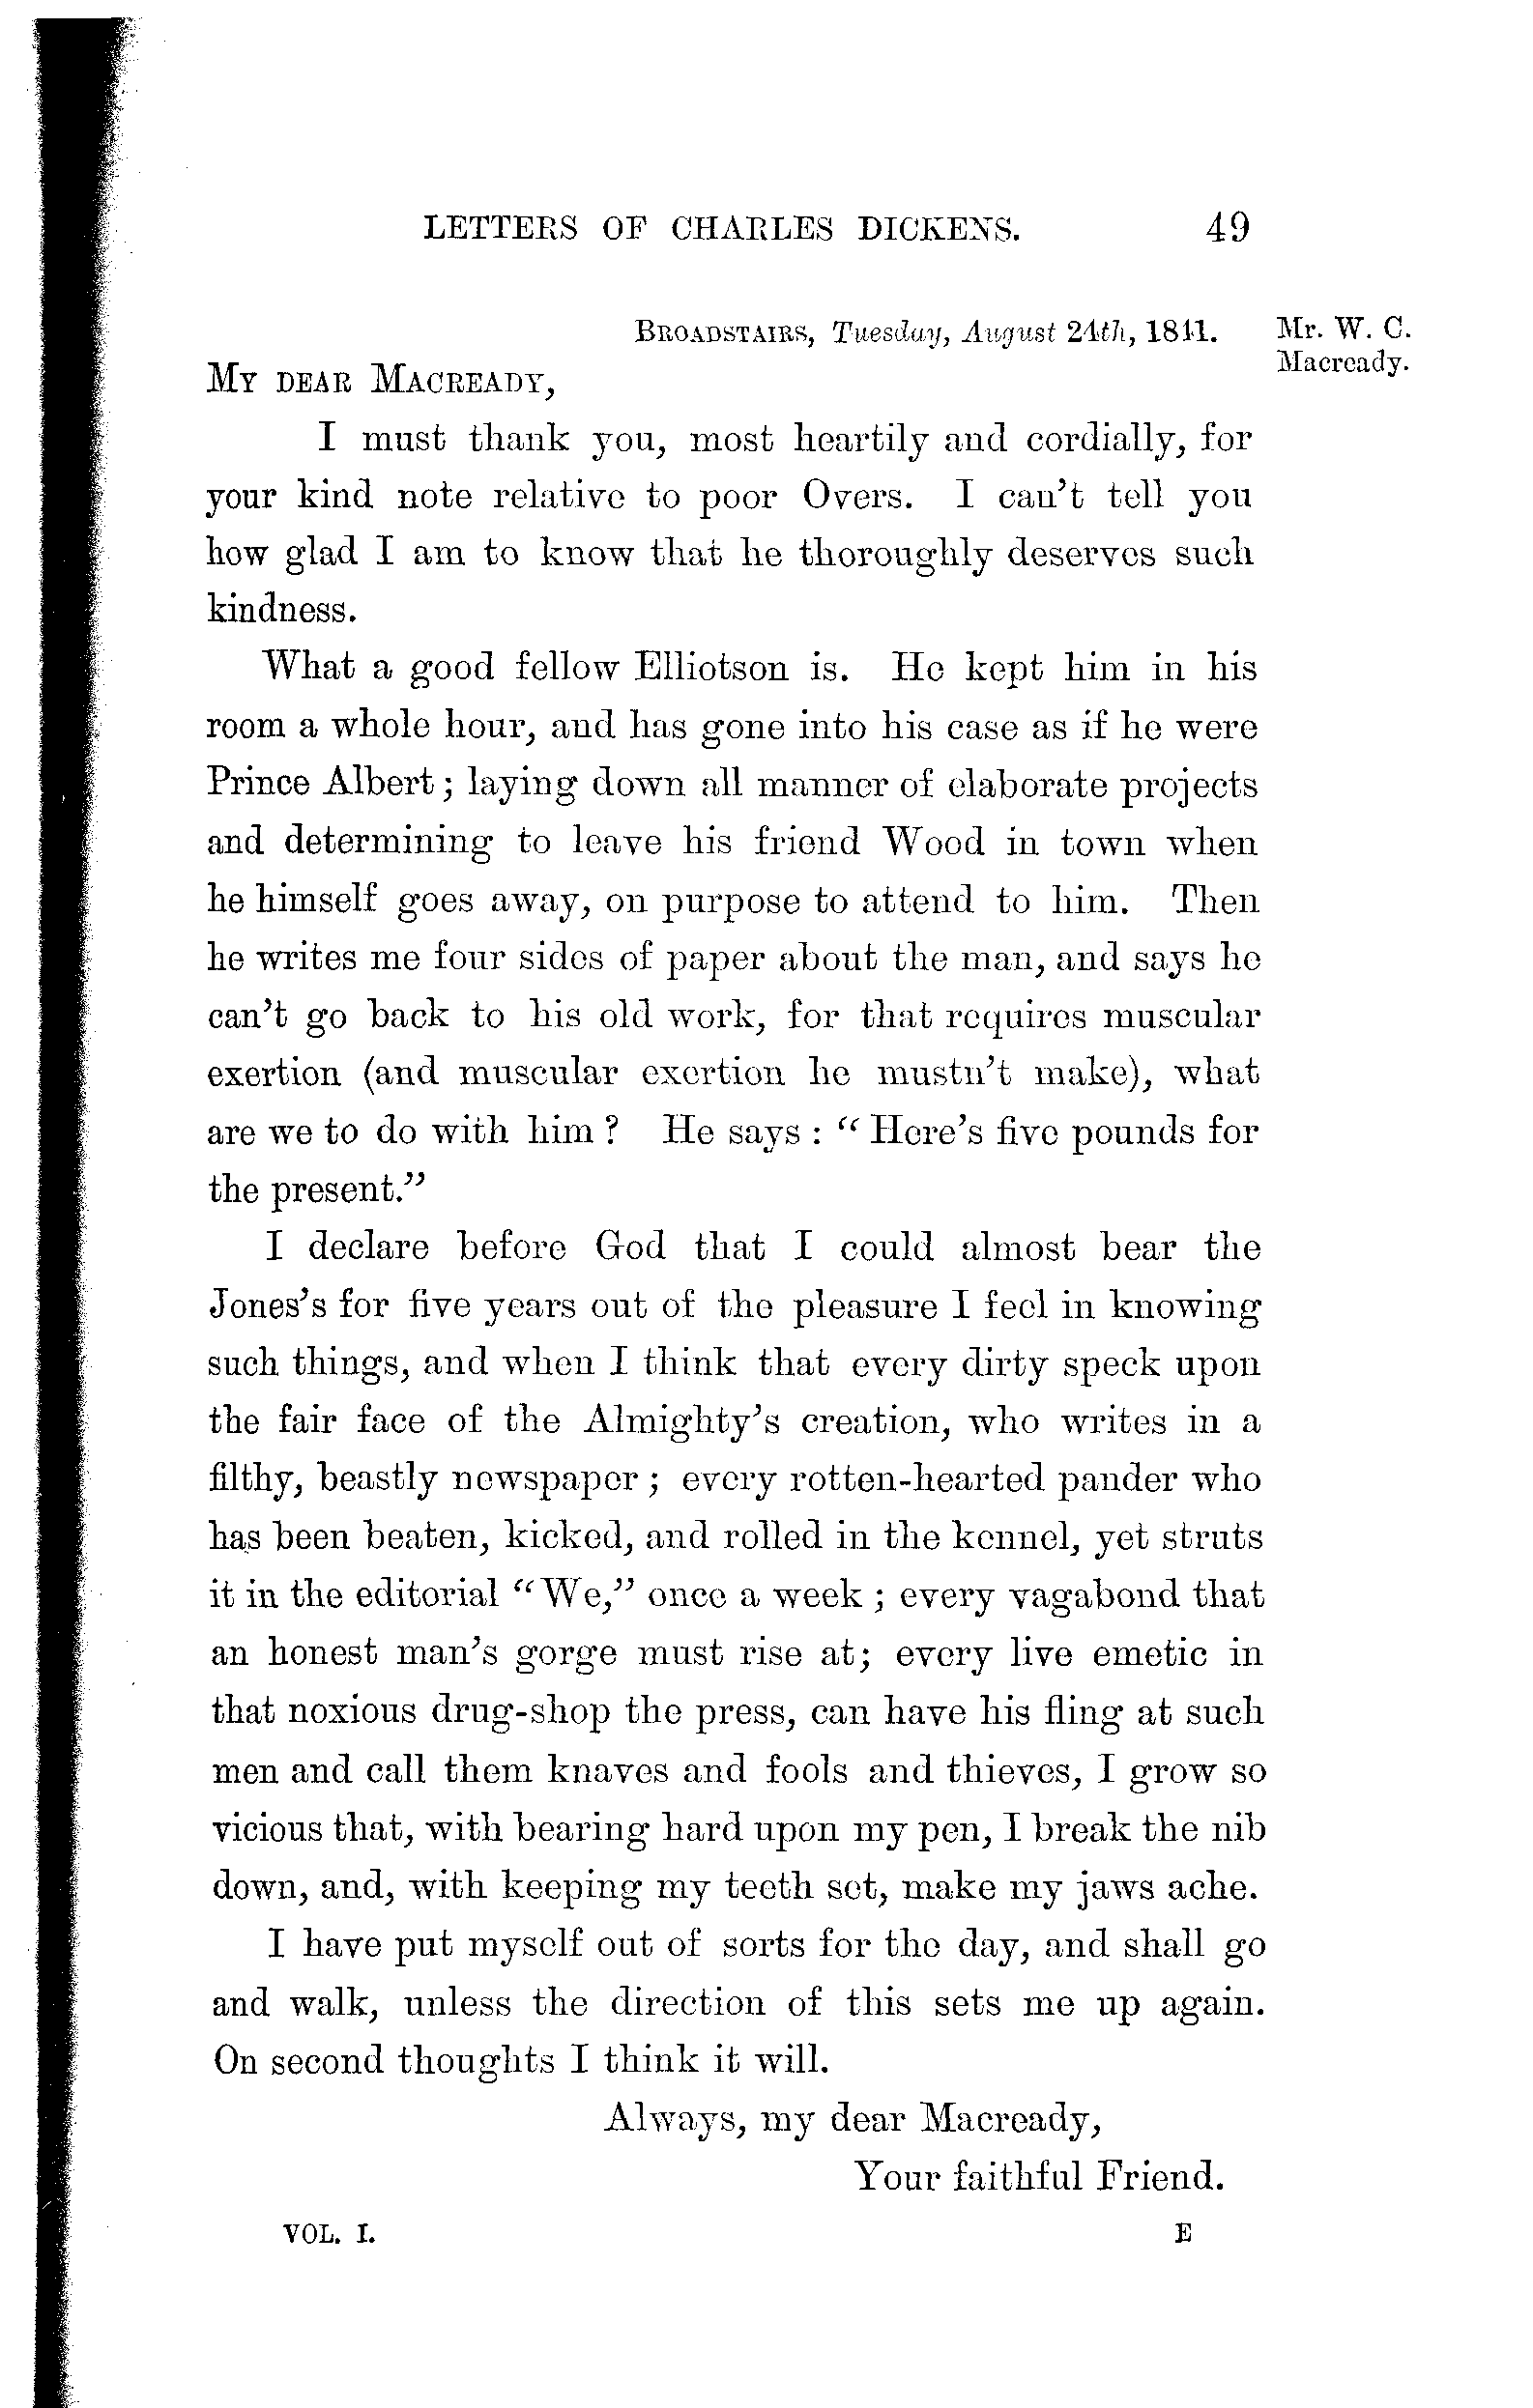 LETTERS OF CHARLES DICKENS. 49
BROADSTAIRS, Tuesday, August 24th, 1841. Mr. W. C.
Macready.
MY DEAR MACREADY,
I must thank you, most heartily and cordially, for
your kind note relative to poor Overs. I can't tell you
how glad I am to know that he thoroughly deserves such
kindness.
What a good fellow Elliotson is. He kept him in his
room a whole hour, and has gone into his case as if he were
Prince Albert; laying down all manner of elaborate projects
and determining to leave his friend Wood in town when
he himself goes away, on purpose to attend to him. Then
he writes me four sides of paper about the man, and says he
can't go back to his old work, for that requires muscular
exertion (and muscular exertion he mustn't make), what
are we to do with him? He says: "Here's five pounds for
the present."
I declare before God that I could almost bear the
Jones's for five years out of the pleasure I feel in knowing
such things, and when I think that every dirty speck upon
the fair face of the Almighty's creation, who writes in a
filthy, beastly newspaper; every rotten-hearted pander who
has been beaten, kicked, and rolled in the kennel, yet struts
it in the editorial "We," once a week; every vagabond that
an honest man's gorge must rise at; every live emetic in
that noxious drug-shop the press, can have his fling at such
men and call them knaves and fools and thieves, I grow so
vicious that, with bearing hard upon my pen, I break the nib
down, and, with keeping my teeth set, make my jaws ache.
I have put myself out of sorts for the day, and shall go
and walk, unless the direction of this sets me up again.
On second thoughts I think it will.
Always, my dear Macready,
Your faithful Friend.
VOL. I. E